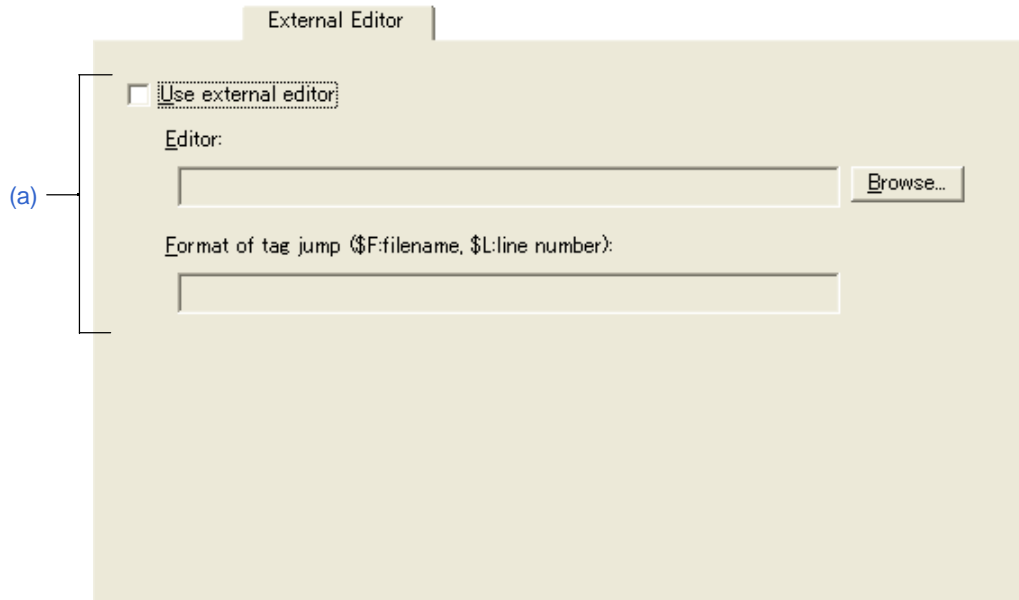 External Editor
Use external editor
Editor:
(a)
Browse...
Format of tag jump ($F:filename, $L:line number):